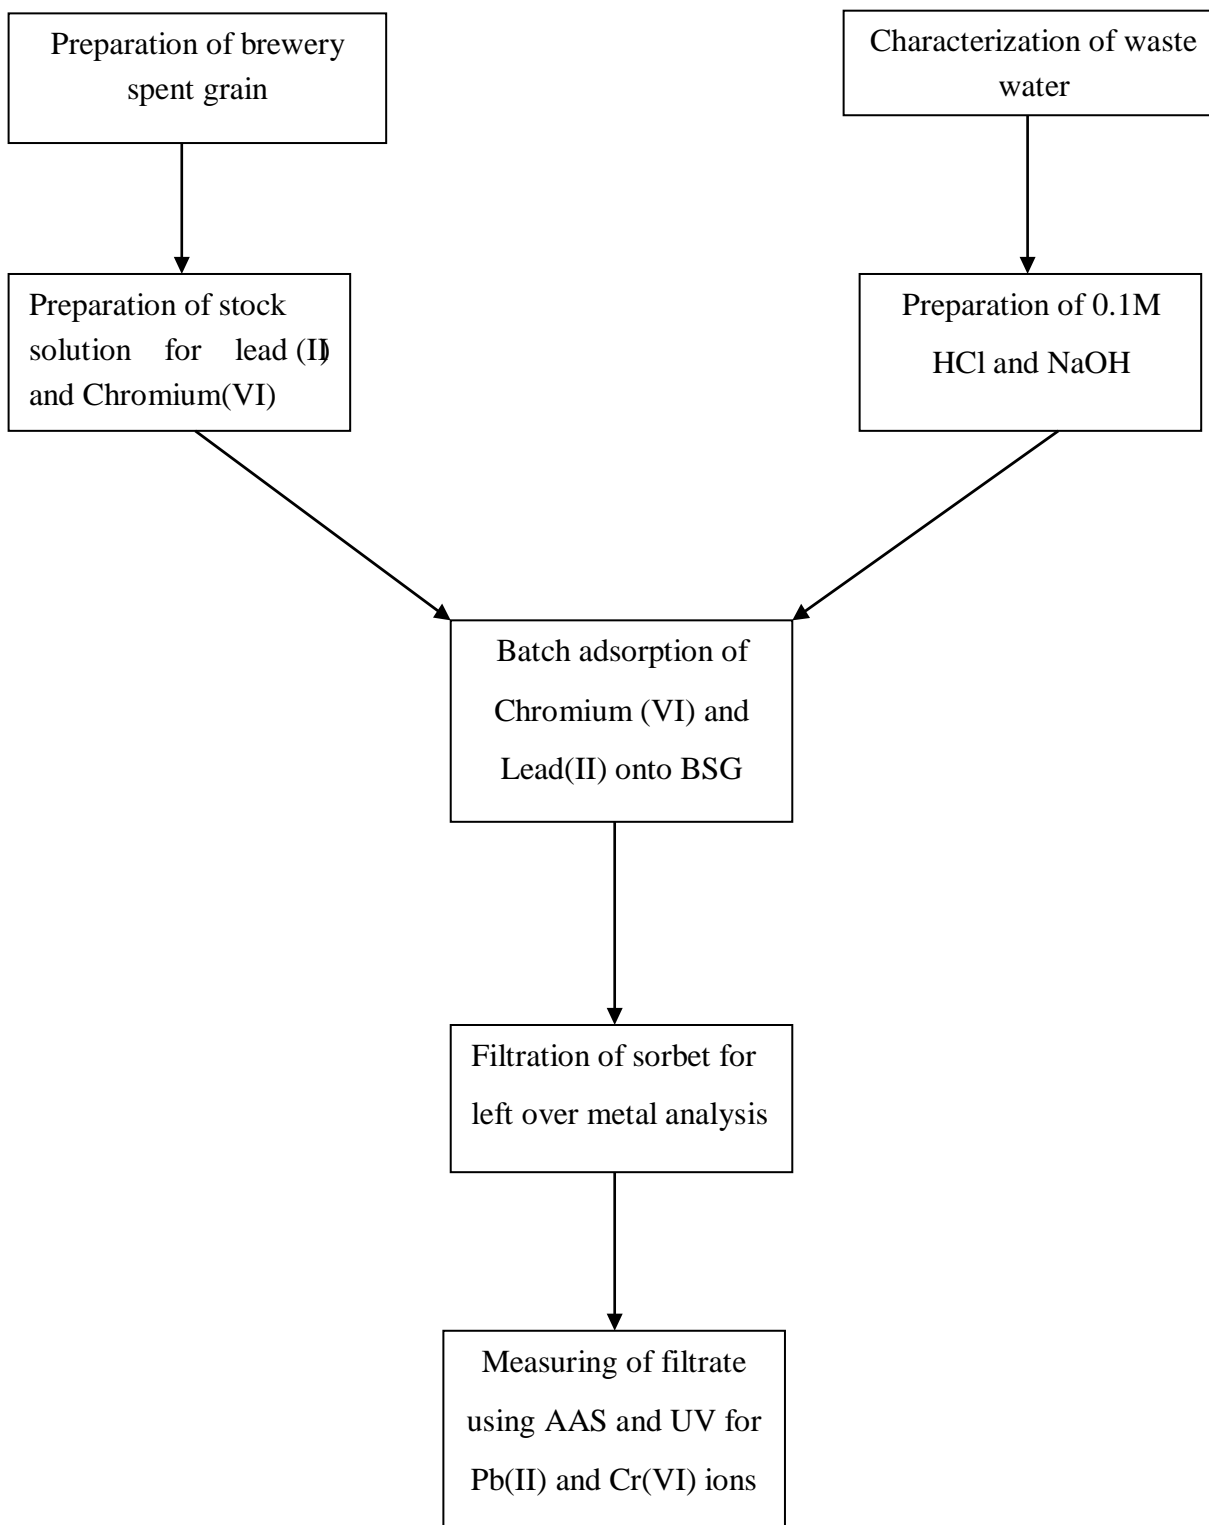 Preparation of brewery
spent grain
Characterization of waste
water
Preparation of stock
solution for lead (II)
and Chromium(VI)
Preparation of 0.1M
HCl and NaOH
Batch adsorption of
Chromium (VI) and
Lead(II) onto BSG
Filtration of sorbet for
left over metal analysis
Measuring of filtrate
using AAS and UV for
Pb(II) and Cr(VI) ions